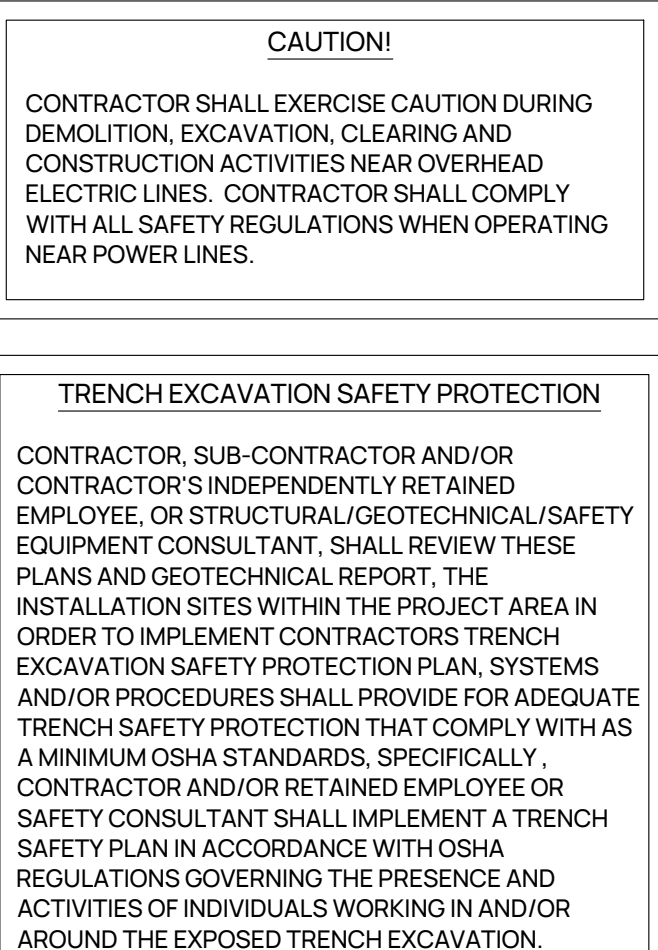 CAUTION!
CONTRACTOR SHALL EXERCISE CAUTION DURING
DEMOLITION, EXCAVATION, CLEARING AND
CONSTRUCTION ACTIVITIES NEAR OVERHEAD
ELECTRIC LINES.  CONTRACTOR SHALL COMPLY
WITH ALL SAFETY REGULATIONS WHEN OPERATING
NEAR POWER LINES.
TRENCH EXCAVATION SAFETY PROTECTION
CONTRACTOR, SUB-CONTRACTOR AND/OR
CONTRACTOR'S INDEPENDENTLY RETAINED
EMPLOYEE, OR STRUCTURAL/GEOTECHNICAL/SAFETY
EQUIPMENT CONSULTANT, SHALL REVIEW THESE
PLANS AND GEOTECHNICAL REPORT, THE
INSTALLATION SITES WITHIN THE PROJECT AREA IN
ORDER TO IMPLEMENT CONTRACTORS TRENCH
EXCAVATION SAFETY PROTECTION PLAN, SYSTEMS
AND/OR PROCEDURES SHALL PROVIDE FOR ADEQUATE
TRENCH SAFETY PROTECTION THAT COMPLY WITH AS
A MINIMUM OSHA STANDARDS, SPECIFICALLY ,
CONTRACTOR AND/OR RETAINED EMPLOYEE OR
SAFETY CONSULTANT SHALL IMPLEMENT A TRENCH
SAFETY PLAN IN ACCORDANCE WITH OSHA
REGULATIONS GOVERNING THE PRESENCE AND
ACTIVITIES OF INDIVIDUALS WORKING IN AND/OR
AROUND THE EXPOSED TRENCH EXCAVATION.